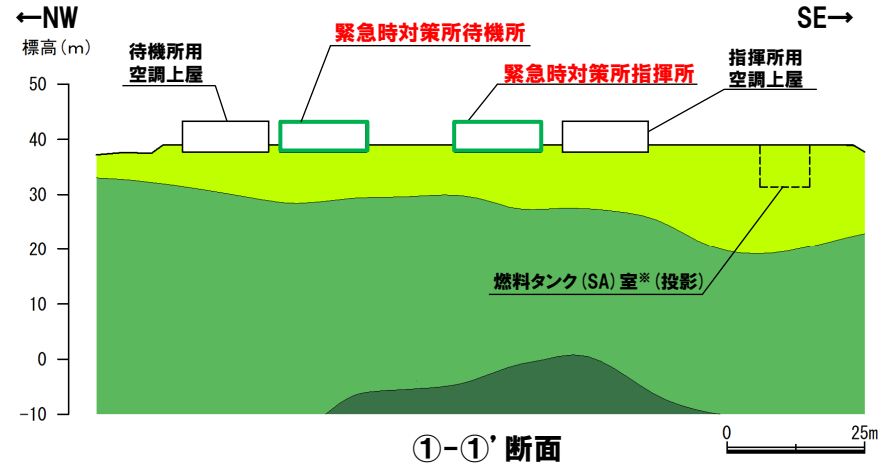 ←NW
SE→
標高(m)
待機所用
空調上屋
緊急時対策所待機所
緊急時対策所指揮所
指揮所用
空調上屋
50
40
30
20
10
0
-10
燃料タンク(SA)室※(投影)
①-①'断面
0
25m